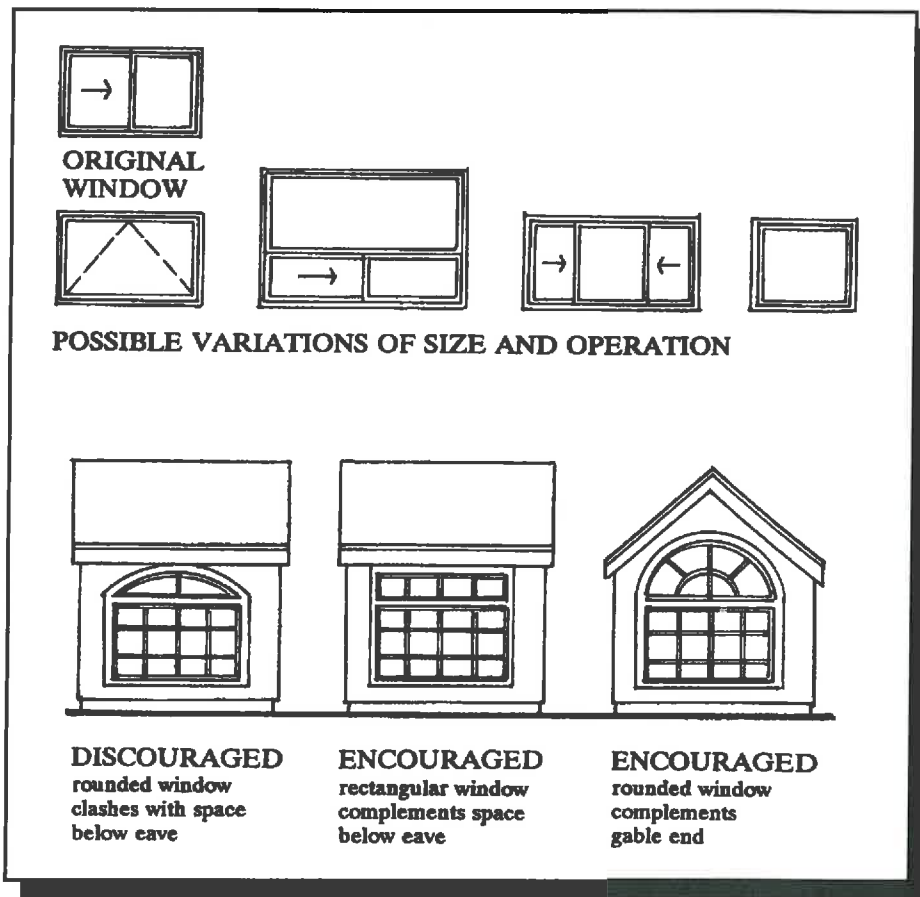 ORIGINAL
WINDOW
POSSIBLE VARIATIONS OF SIZE AND OPERATION
DISCOURAGED
rounded window
clashes with space
below eave
ENCOURAGED
rectangular window
complements space
below eave
ENCOURAGED
rounded window
complements
gable end